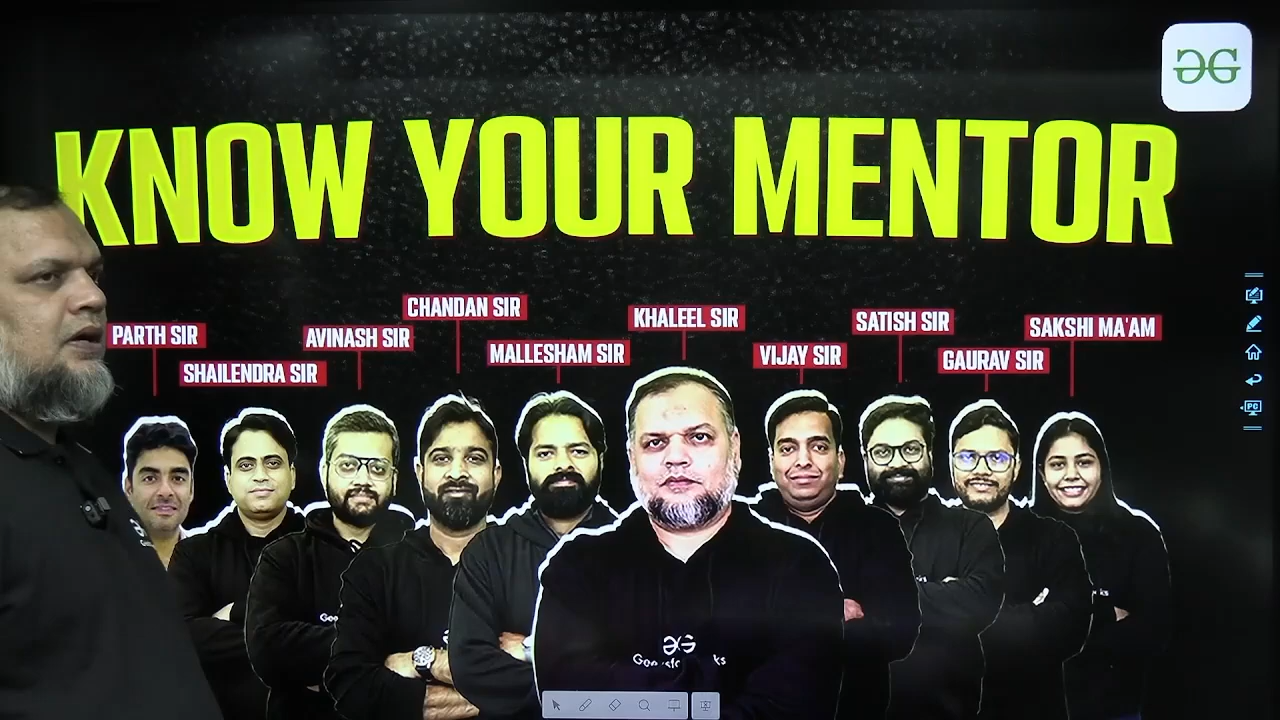 KNOW YOUR MENTOR
CHANDAN SIR
KHALEEL SIR
SATISH SIR
SAKSHI MA'AM
PARTH SIR
AVINASH SIR
MALLESHAM SIR
VIJAY SIR
GAURAV SIR
SHAILENDRA SIR
PC